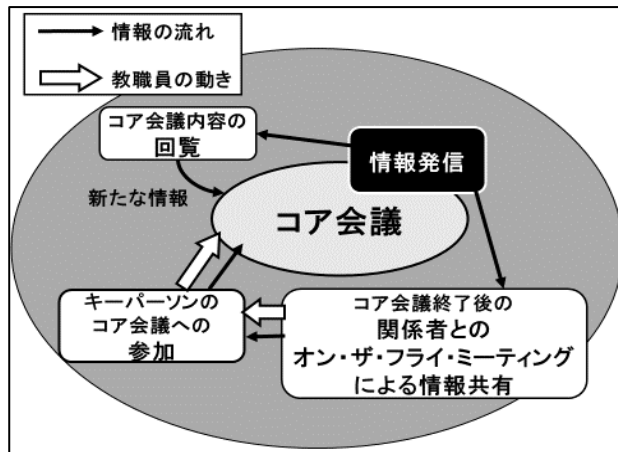 情報の流れ
教職員の動き
コア会議内容の
回覧
情報発信
新たな情報
コア会議
キーパーソンの
コア会議への
参加
コア会議終了後の
関係者との
オン・ザ・フライ・ミーティング
による情報共有